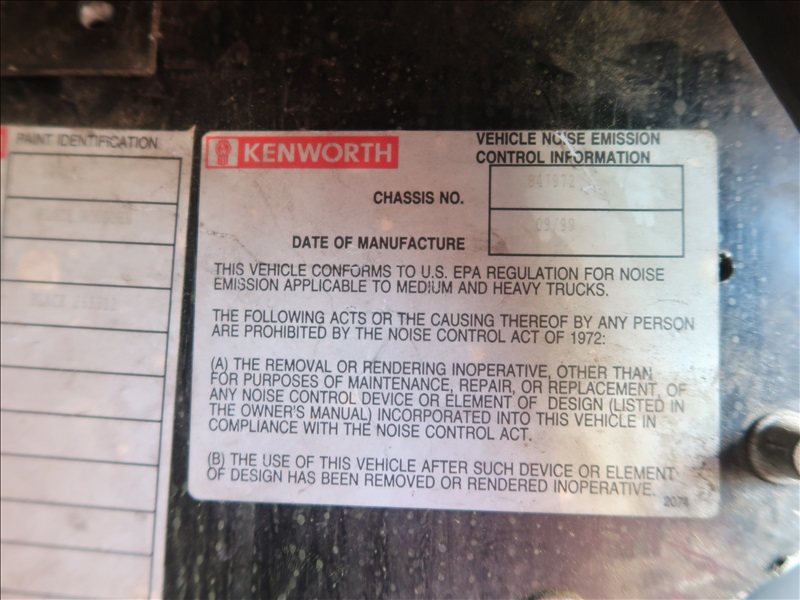 PAINT IDENTIFICATION
KENWORTH
VEHICLE NOISE EMISSION
CONTROL INFORMATION
CHASSIS NO.
DATE OF MANUFACTURE
09/99
THIS VEHICLE CONFORMS TO U.S. EPA REGULATION FOR NOISE
EMISSION APPLICABLE TO MEDIUM AND HEAVY TRUCKS.
THE FOLLOWING ACTS OR THE CAUSING THEREOF BY ANY PERSON
ARE PROHIBITED BY THE NOISE CONTROL ACT OF 1972:
(A) THE REMOVAL OR RENDERING INOPERATIVE, OTHER THAN
FOR PURPOSES OF MAINTENANCE, REPAIR, OR REPLACEMENT, OF
ANY NOISE CONTROL DEVICE OR ELEMENT OF DESIGN (LISTED IN
THE OWNER'S MANUAL) INCORPORATED INTO THIS VEHICLE IN
COMPLIANCE WITH THE NOISE CONTROL ACT.
(B) THE USE OF THIS VEHICLE AFTER SUCH DEVICE OR ELEMENT
OF DESIGN HAS BEEN REMOVED OR RENDERED INOPERATIVE.